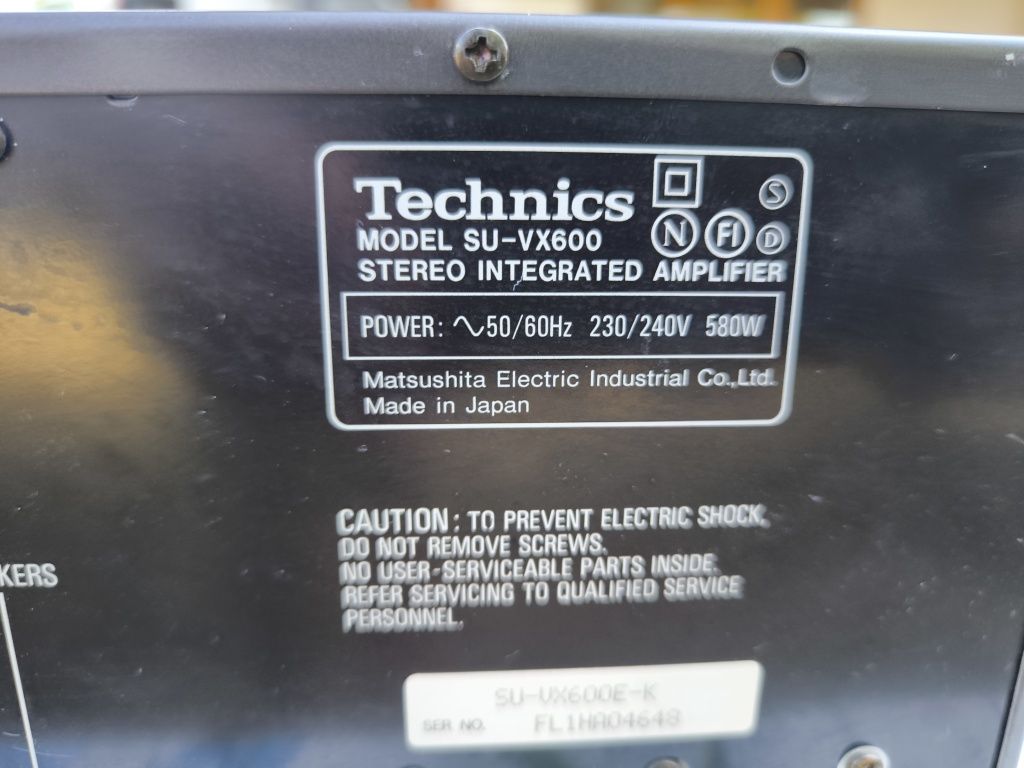 Technics
N FI S D
MODEL SU-VX600
STEREO INTEGRATED AMPLIFIER
POWER: ∿50/60Hz 230/240V 580W
Matsushita Electric Industrial Co.,Ltd.
Made in Japan
CAUTION: TO PREVENT ELECTRIC SHOCK,
DO NOT REMOVE SCREWS.
NO USER-SERVICEABLE PARTS INSIDE.
REFER SERVICING TO QUALIFIED SERVICE
PERSONNEL.
KERS
SU-VX600E-K
SER NO. FL1HA04648